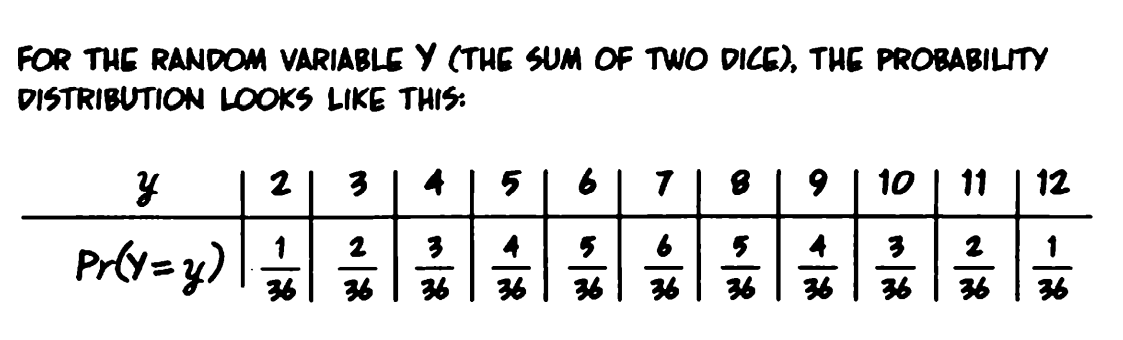 FOR THE RANDOM VARIABLE Y (THE SUM OF TWO DICE), THE PROBABILITY
DISTRIBUTION LOOKS LIKE THIS:
y 2 3 4 5 6 7 8 9 10 11 12
Pr(Y=y) 1/36 2/36 3/36 4/36 5/36 6/36 5/36 4/36 3/36 2/36 1/36